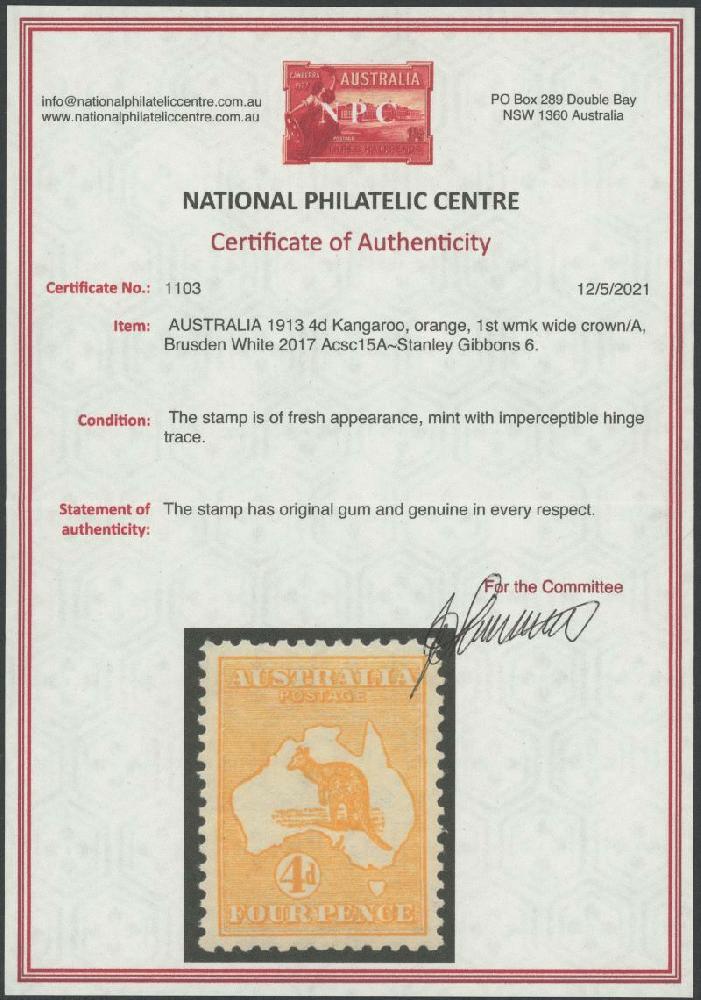 info@nationalphilateliccentre.com.au
www.nationalphilateliccentre.com.au
CANBERRA
1927
AUSTRALIA
NPC
POSTAGE
PO Box 289 Double Bay
NSW 1360 Australia
NATIONAL PHILATELIC CENTRE
Certificate of Authenticity
Certificate No.: 1103 12/5/2021
Item: AUSTRALIA 1913 4d Kangaroo, orange, 1st wmk wide crown/A,
Brusden White 2017 Acsc15A~Stanley Gibbons 6.
Condition: The stamp is of fresh appearance, mint with imperceptible hinge
trace.
Statement of The stamp has original gum and genuine in every respect.
authenticity:
For the Committee
AUSTRALIA
POSTAGE
4d
FOUR PENCE